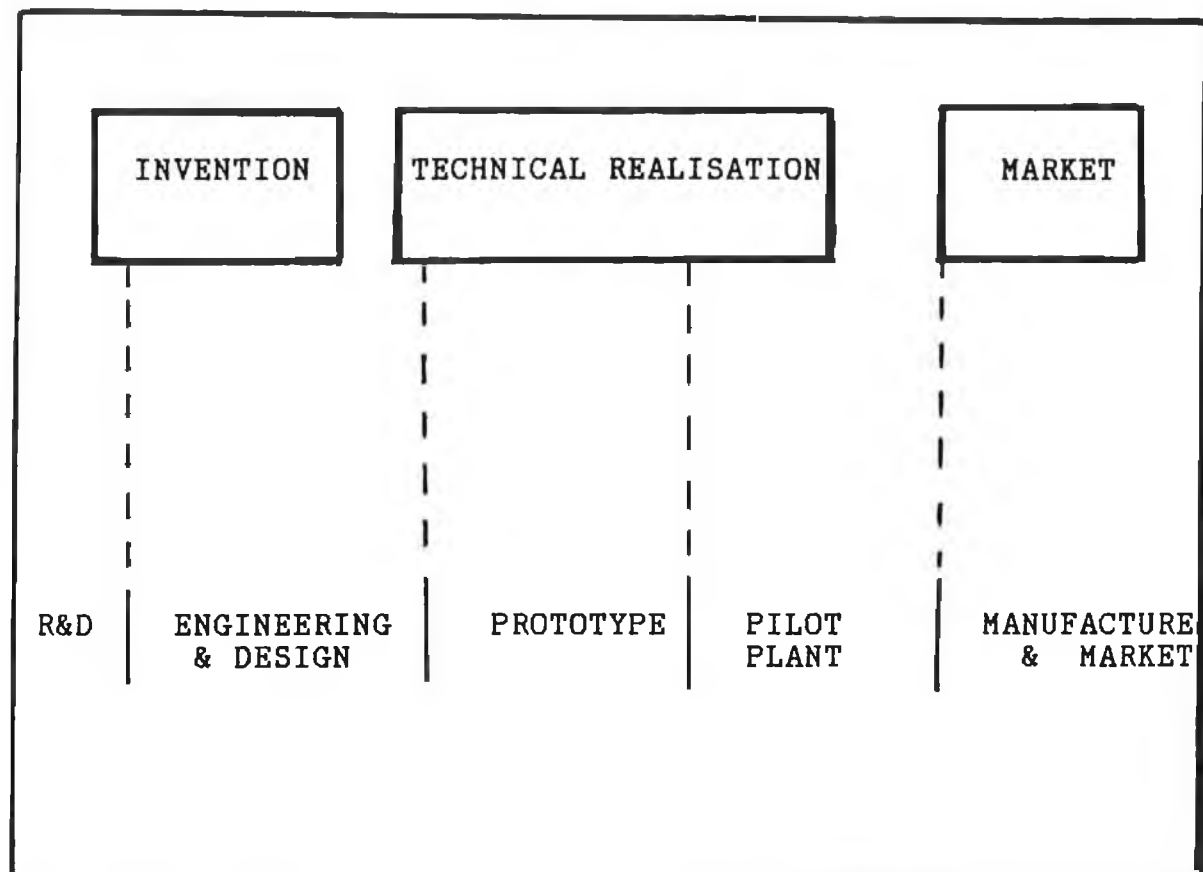 INVENTION
TECHNICAL REALISATION
MARKET
R&D
ENGINEERING
& DESIGN
PROTOTYPE
PILOT
PLANT
MANUFACTURE
& MARKET